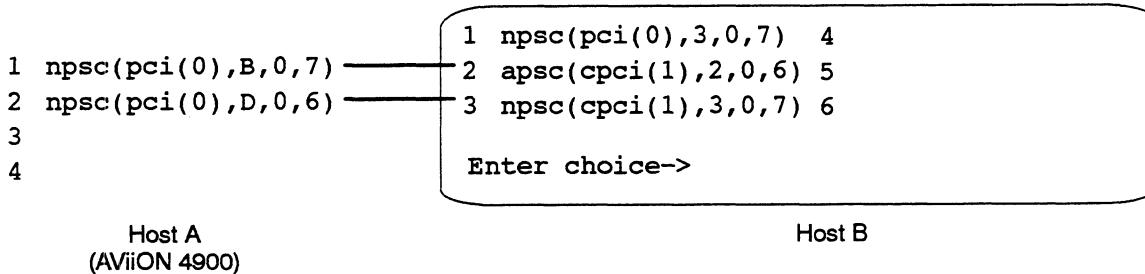 1 npsc(pci(0),B,0,7)
2 npsc(pci(0),D,0,6)
3
4
Host A
(AViiON 4900)
1 npsc(pci(0),3,0,7) 4
2 apsc(cpci(1),2,0,6) 5
3 npsc(cpci(1),3,0,7) 6
Enter choice->
Host B